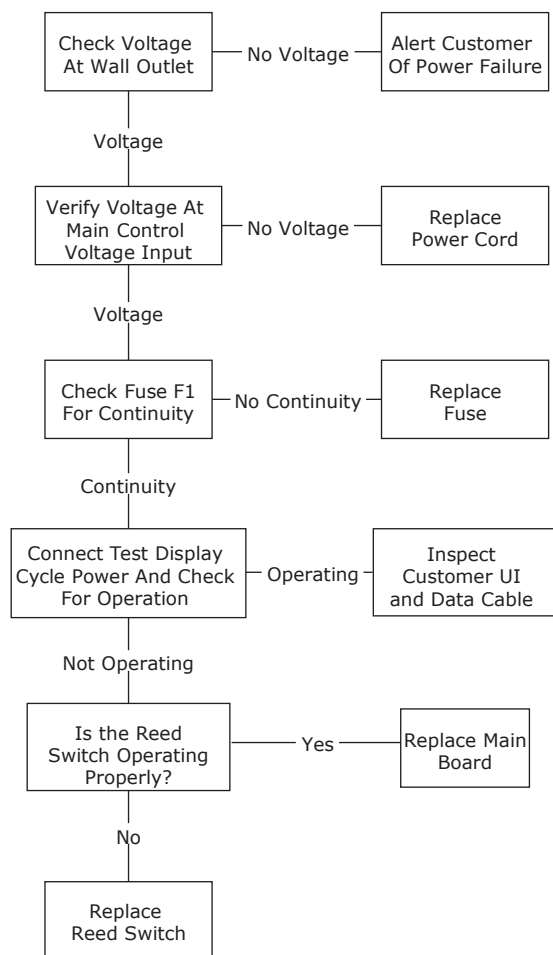 Check Voltage
At Wall Outlet
No Voltage
Alert Customer
Of Power Failure
Voltage
Verify Voltage At
Main Control
Voltage Input
No Voltage
Replace
Power Cord
Voltage
Check Fuse F1
For Continuity
No Continuity
Replace
Fuse
Continuity
Connect Test Display
Cycle Power And Check
For Operation
Operating
Inspect
Customer UI
and Data Cable
Not Operating
Is the Reed
Switch Operating
Properly?
Yes
Replace Main
Board
No
Replace
Reed Switch